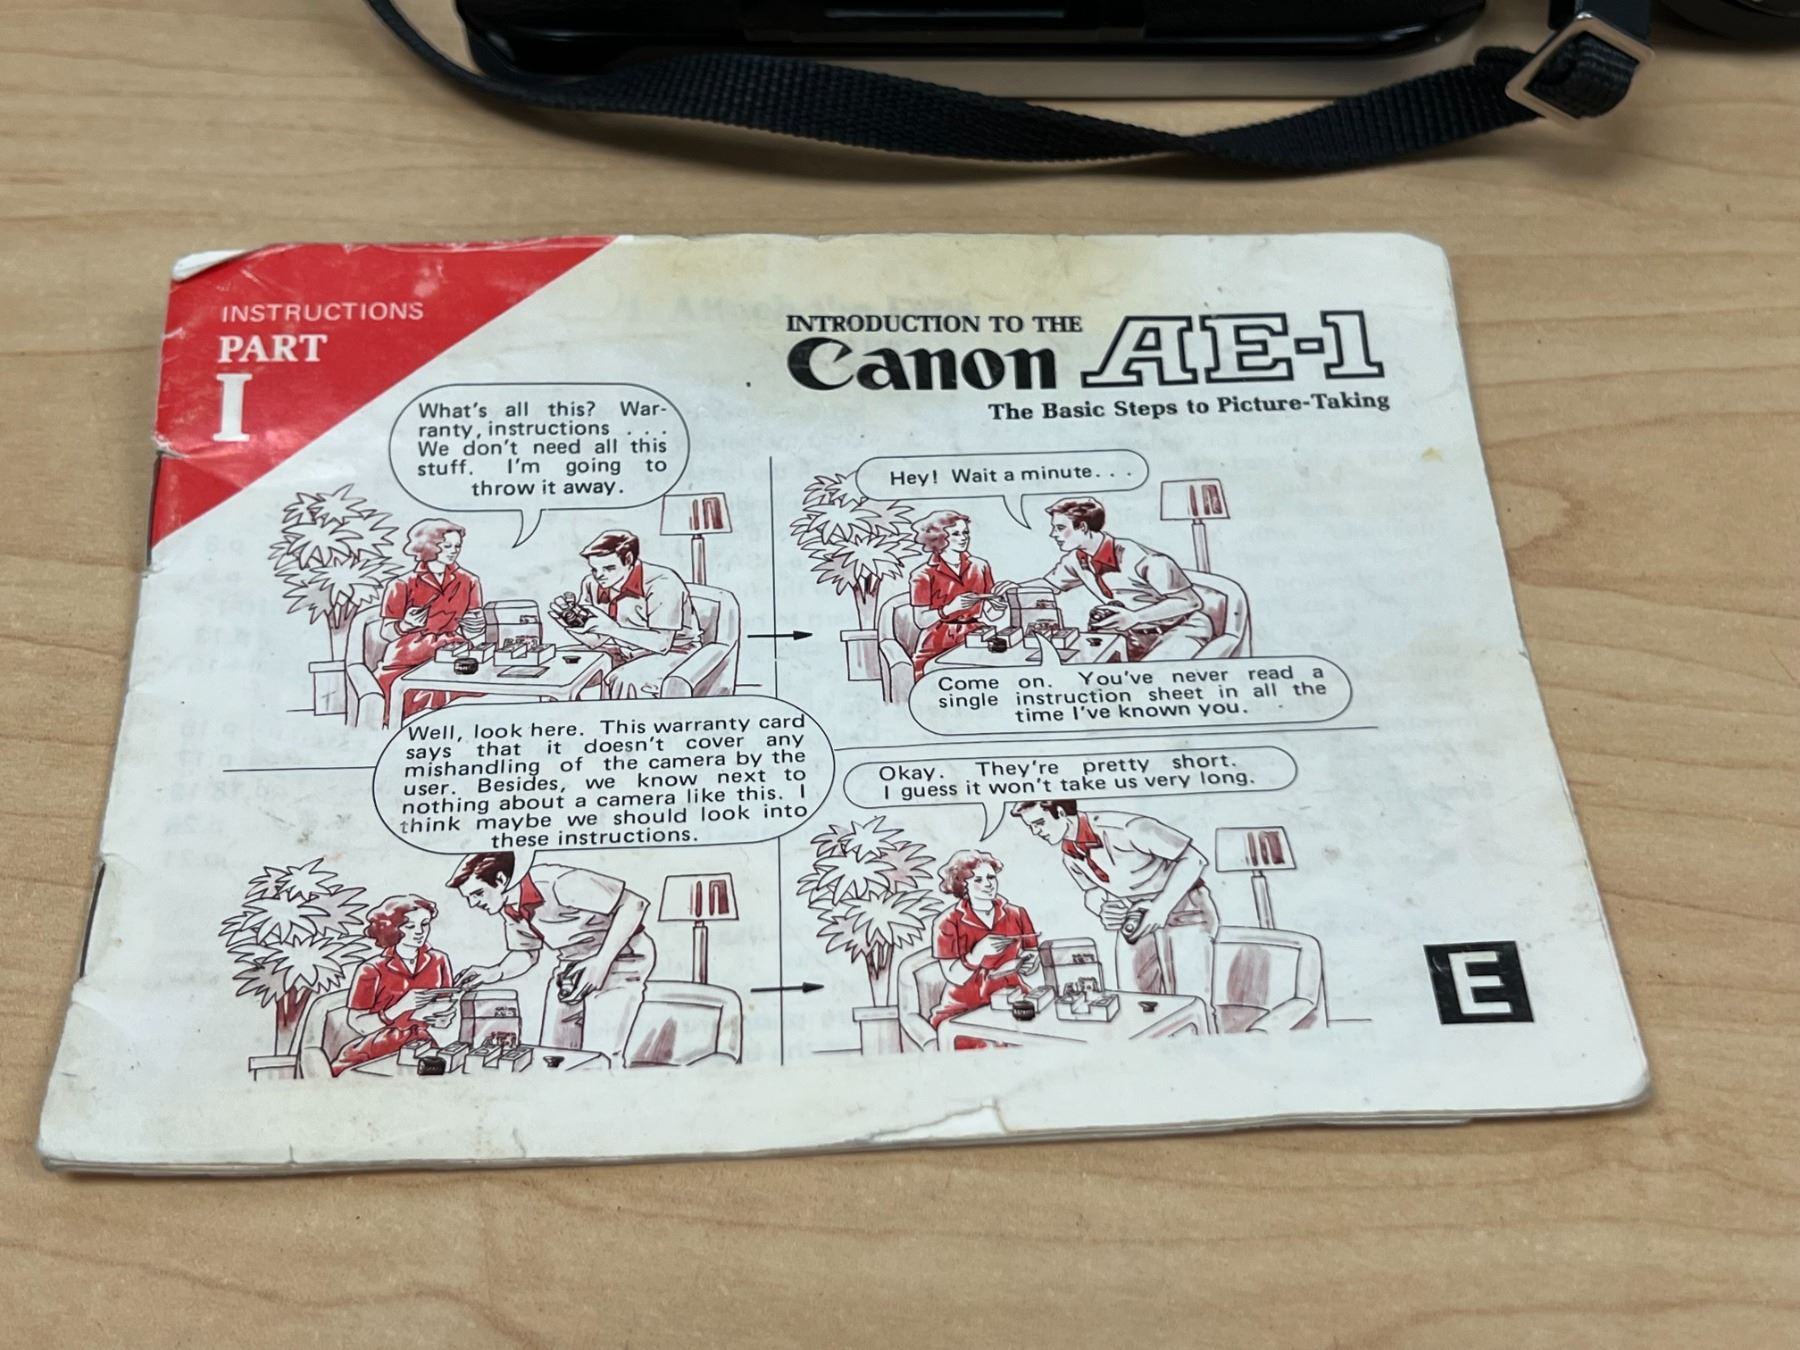 INSTRUCTIONS
PART
I
INTRODUCTION TO THE
Canon AE-1
The Basic Steps to Picture-Taking
What's all this? War-
ranty, instructions . . .
We don't need all this
stuff. I'm going to
throw it away.
Hey! Wait a minute. . .
Come on. You've never read a
single instruction sheet in all the
time I've known you.
Well, look here. This warranty card
says that it doesn't cover any
mishandling of the camera by the
user. Besides, we know next to
nothing about a camera like this. I
think maybe we should look into
these instructions.
Okay. They're pretty short.
I guess it won't take us very long.
E